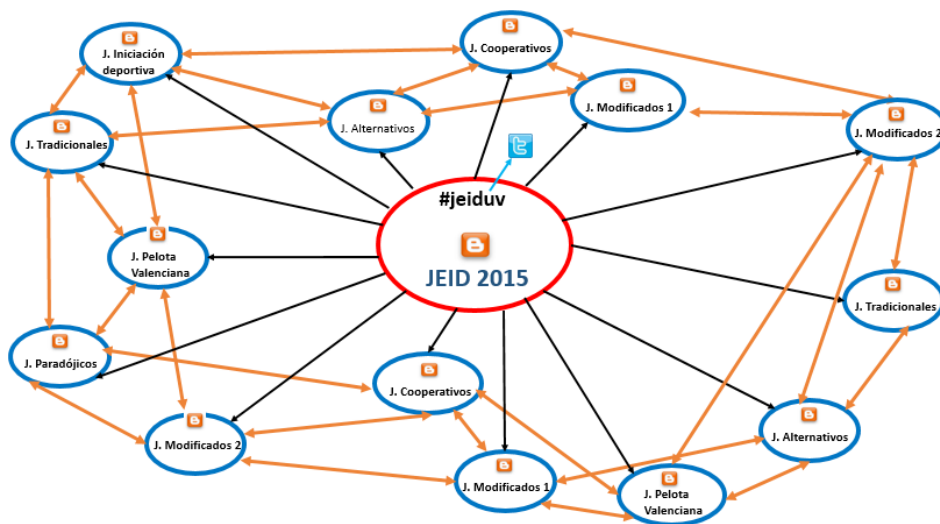 J. Iniciación
deportiva
J. Cooperativos
J. Modificados 1
J. Alternativos
J. Tradicionales
J. Modificados 2
#jeiduv
JEID 2015
J. Pelota
Valenciana
J. Tradicionales
J. Paradójicos
J. Cooperativos
J. Modificados 2
J. Alternativos
J. Modificados 1
J. Pelota
Valenciana